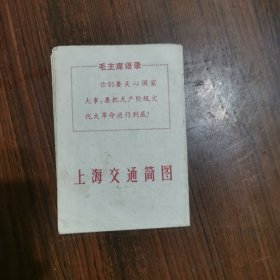 毛主席语录
你们要关心国家
大事，要把无产阶级文
化大革命进行到底！
上海交通简图